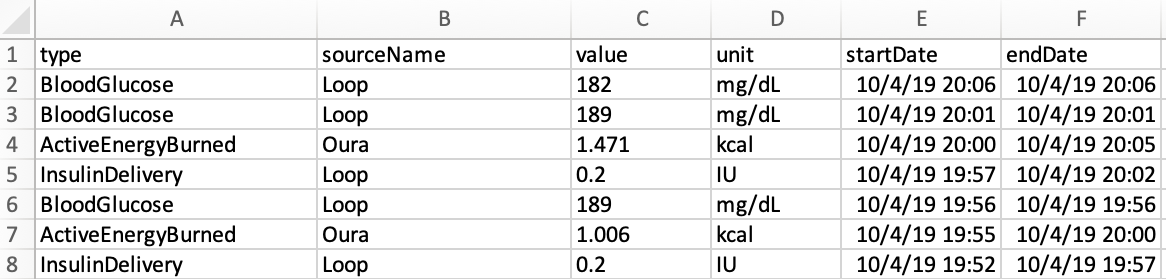 A B C D E F
1 type sourceName value unit startDate endDate
2 BloodGlucose Loop 182 mg/dL 10/4/19 20:06 10/4/19 20:06
3 BloodGlucose Loop 189 mg/dL 10/4/19 20:01 10/4/19 20:01
4 ActiveEnergyBurned Oura 1.471 kcal 10/4/19 20:00 10/4/19 20:05
5 InsulinDelivery Loop 0.2 IU 10/4/19 19:57 10/4/19 20:02
6 BloodGlucose Loop 189 mg/dL 10/4/19 19:56 10/4/19 19:56
7 ActiveEnergyBurned Oura 1.006 kcal 10/4/19 19:55 10/4/19 20:00
8 InsulinDelivery Loop 0.2 IU 10/4/19 19:52 10/4/19 19:57